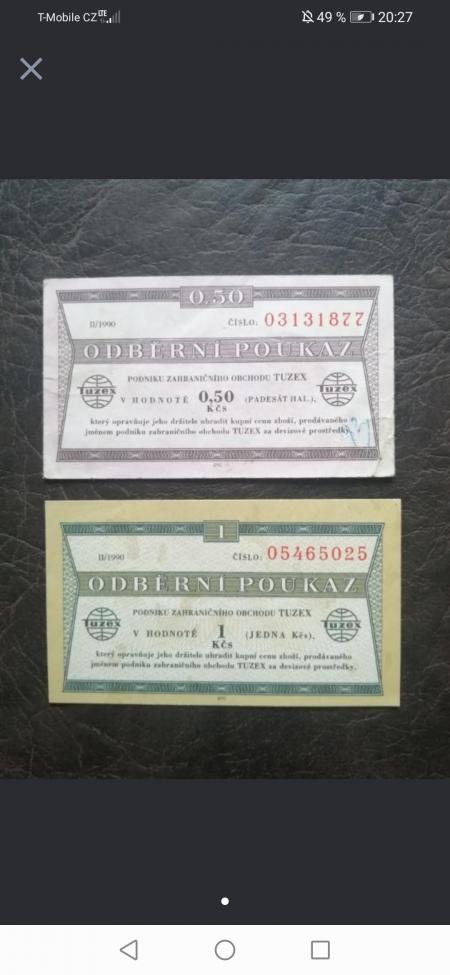 T-Mobile CZ LTE 49 % 20:27
0.50
II/1990 ČÍSLO: 03131877
ODBĚRNÍ POUKAZ
PODNIKU ZAHRANIČNÍHO OBCHODU TUZEX
Tuzex V HODNOTĚ 0,50 (PADESÁT HAL.), Tuzex
KČs
který opravňuje jeho držitele uhradit kupní cenu zboží, prodávaného
jménem podniku zahraničního obchodu TUZEX za devizové prostředky.
1
II/1990 ČÍSLO: 05465025
ODBĚRNÍ POUKAZ
PODNIKU ZAHRANIČNÍHO OBCHODU TUZEX
Tuzex V HODNOTĚ 1 (JEDNA Kčs), Tuzex
KČs
který opravňuje jeho držitele uhradit kupní cenu zboží, prodávaného
jménem podniku zahraničního obchodu TUZEX za devizové prostředky.